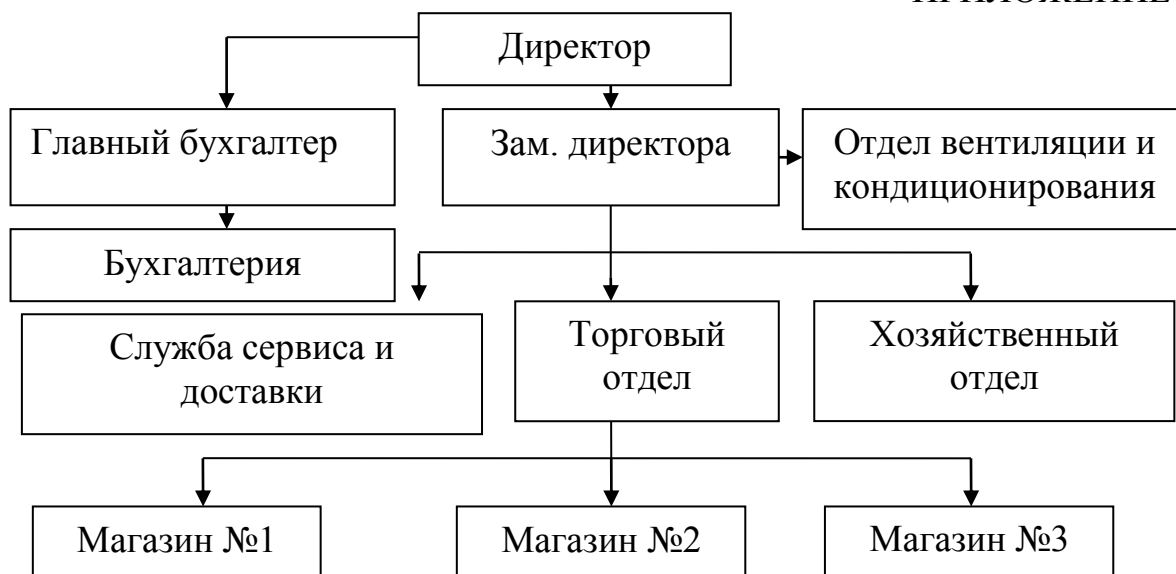 ПРИЛОЖЕНИЕ
Директор
Главный бухгалтер
Зам. директора
Отдел вентиляции и
кондиционирования
Бухгалтерия
Служба сервиса и
доставки
Торговый
отдел
Хозяйственный
отдел
Магазин №1
Магазин №2
Магазин №3